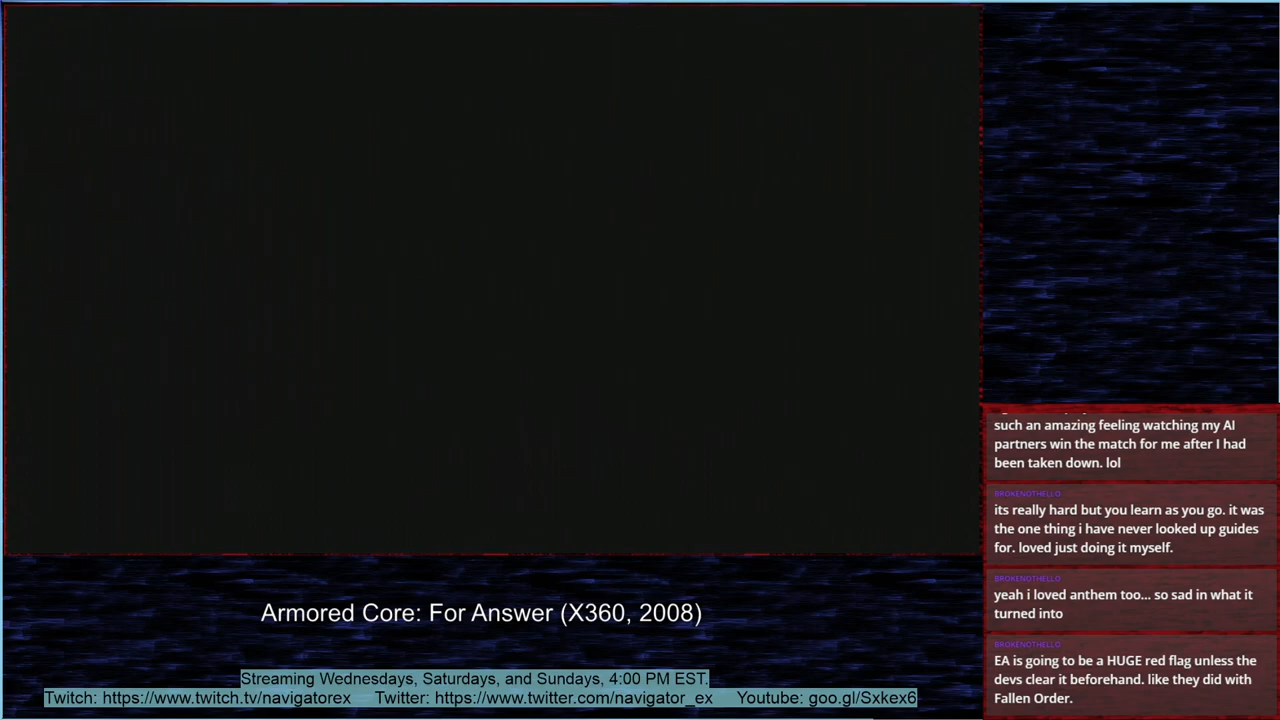 such an amazing feeling watching my AI
partners win the match for me after I had
been taken down. lol
BROKENOTHELLO
its really hard but you learn as you go. it was
the one thing i have never looked up guides
for. loved just doing it myself.
BROKENOTHELLO
yeah i loved anthem too... so sad in what it
turned into
BROKENOTHELLO
EA is going to be a HUGE red flag unless the
devs clear it beforehand. like they did with
Fallen Order.
Armored Core: For Answer (X360, 2008)
Streaming Wednesdays, Saturdays, and Sundays, 4:00 PM EST.
Twitch: https://www.twitch.tv/navigatorex Twitter: https://www.twitter.com/navigator_ex Youtube: goo.gl/Sxkex6